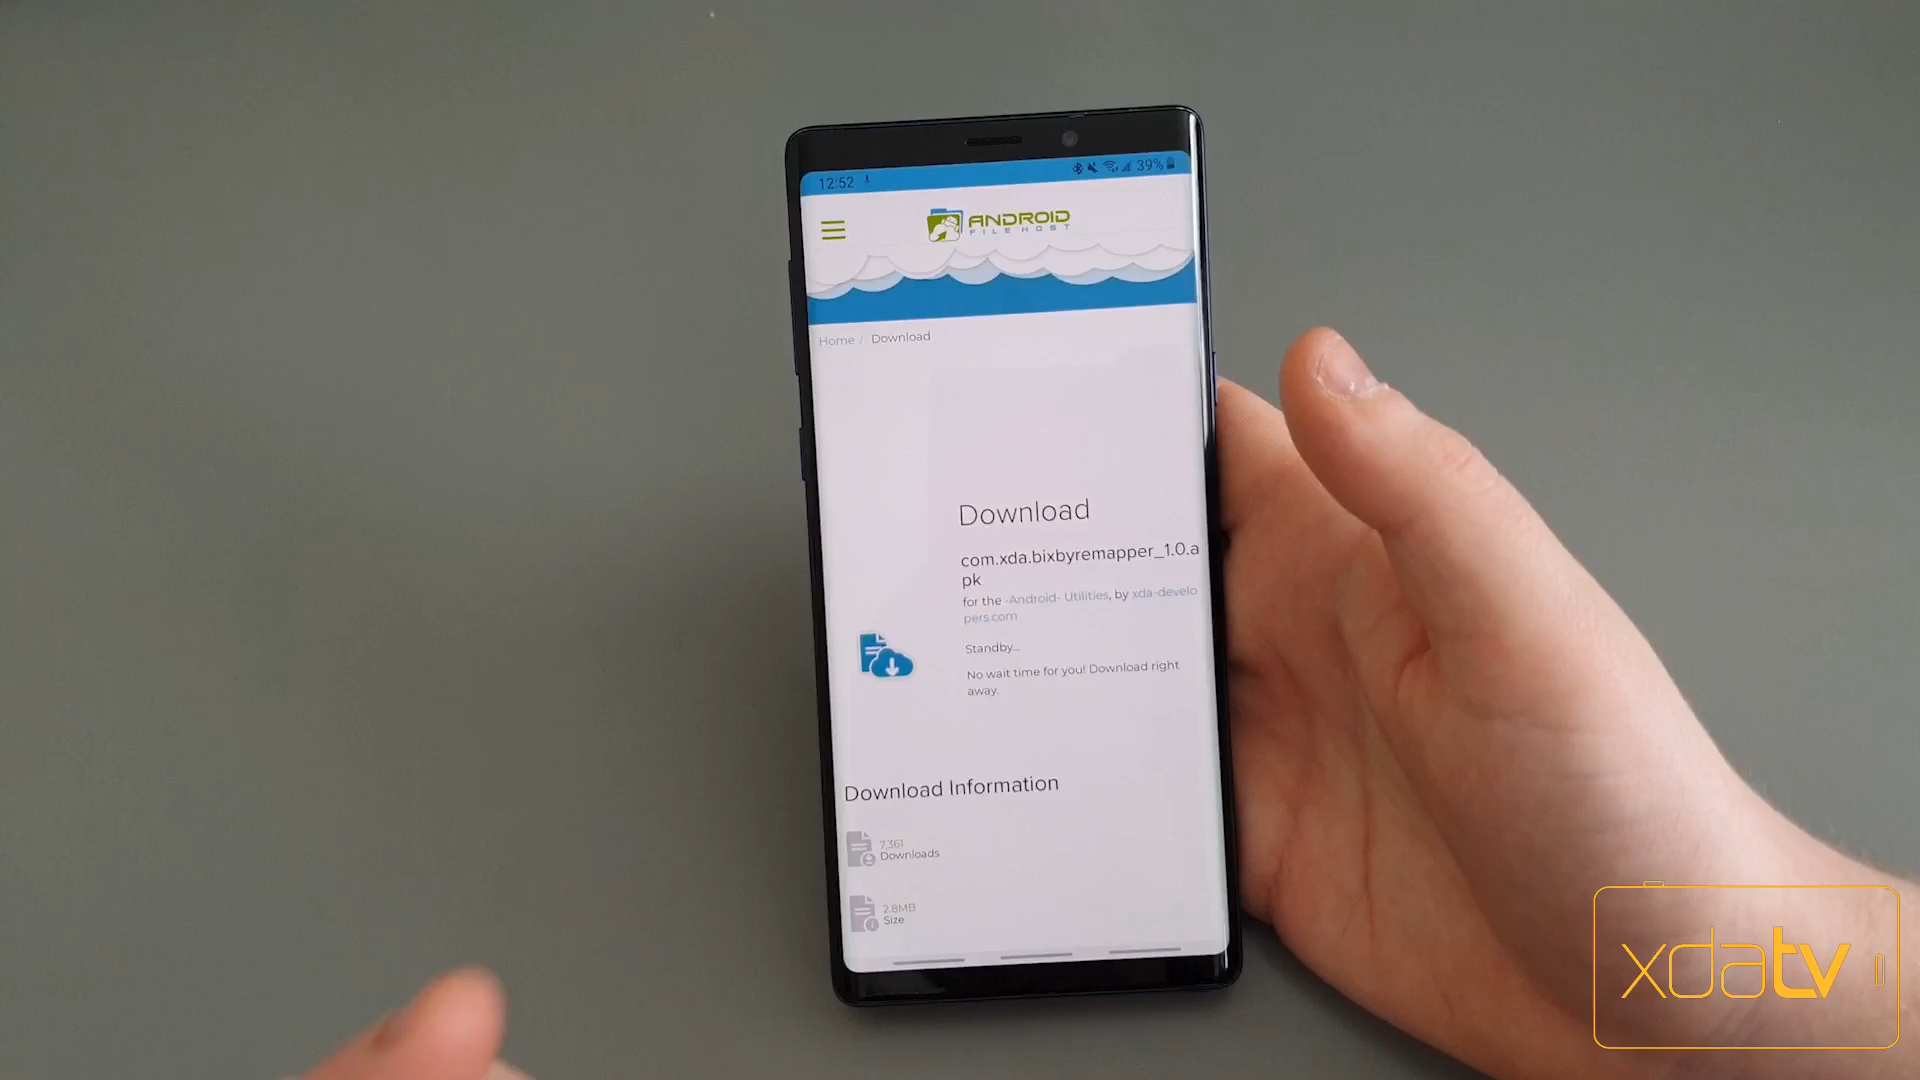 12:52
39%
ANDROID
FILE HOST
Home / Download
Download
com.xda.bixbyremapper_1.0.a
pk
for the -Android- Utilities, by xda-develo
pers.com
Standby...
No wait time for you! Download right
away.
Download Information
7,361
Downloads
2.8MB
Size
xdatv